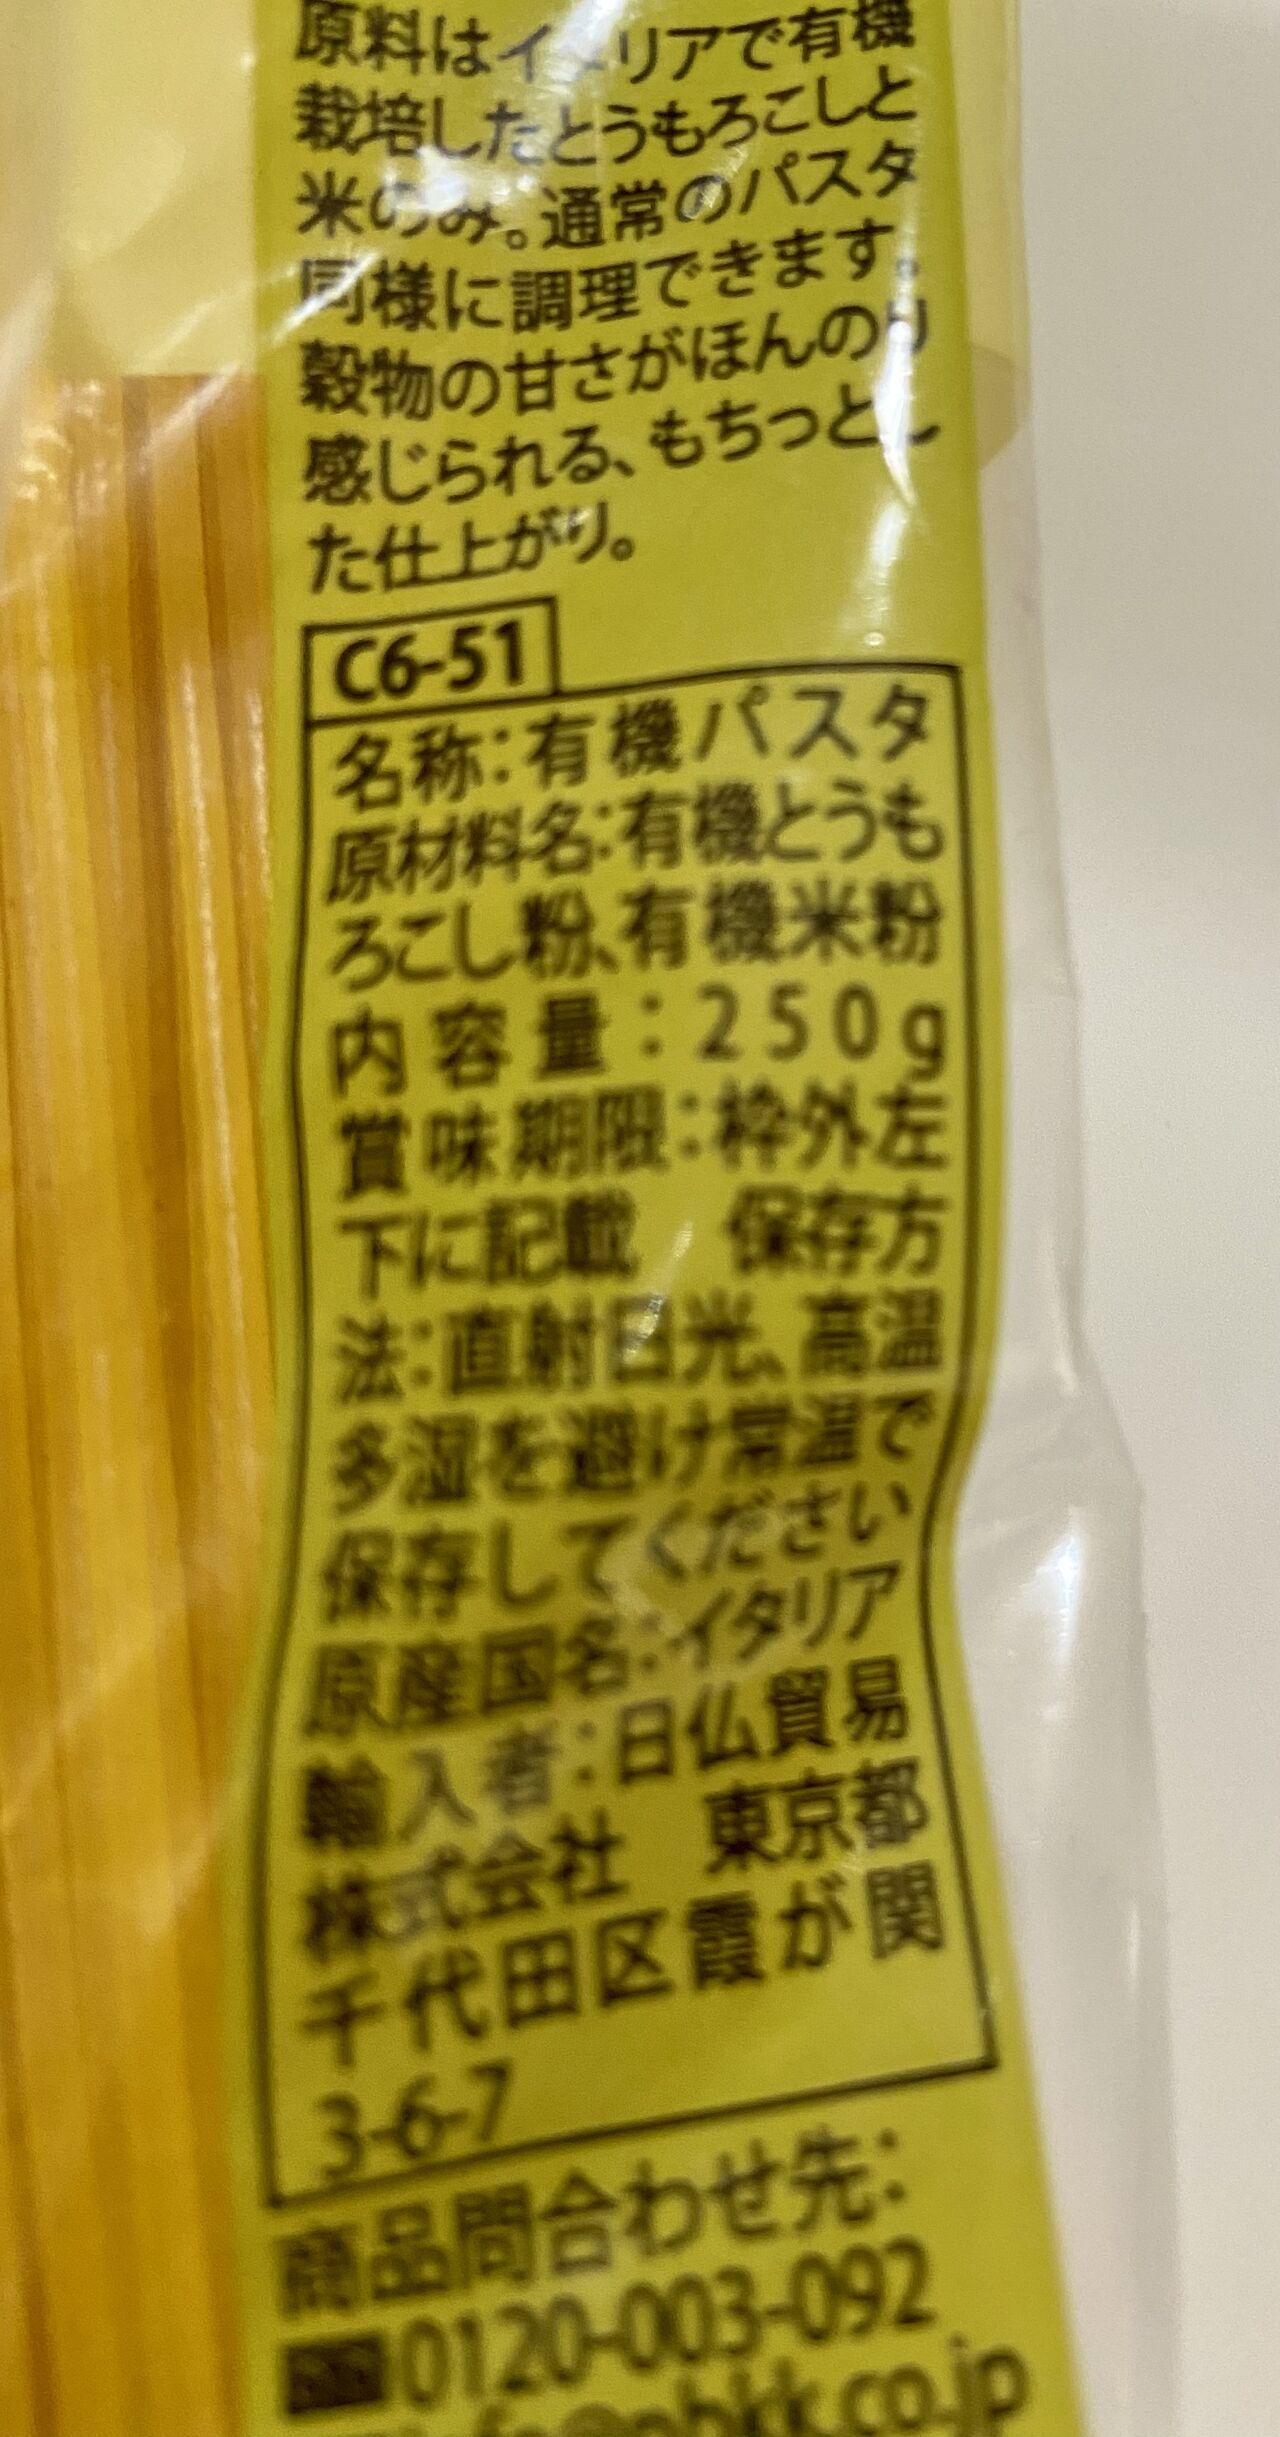 原料はイタリアで有機
栽培したとうもろこしと
米のみ。通常のパスタ
同様に調理できます。
穀物の甘さがほんのり
感じられる、もちっとし
た仕上がり。
C6-51
名称：有機パスタ
原材料名：有機とうも
ろこし粉、有機米粉
内容量：250g
賞味期限：枠外左
下に記載　保存方
法：直射日光、高温
多湿を避け常温で
保存してください
原産国名：イタリア
輸入者：日仏貿易
株式会社　東京都
千代田区霞が関
3-6-7
商品問合わせ先：
0120-003-092
@nbkk.co.jp